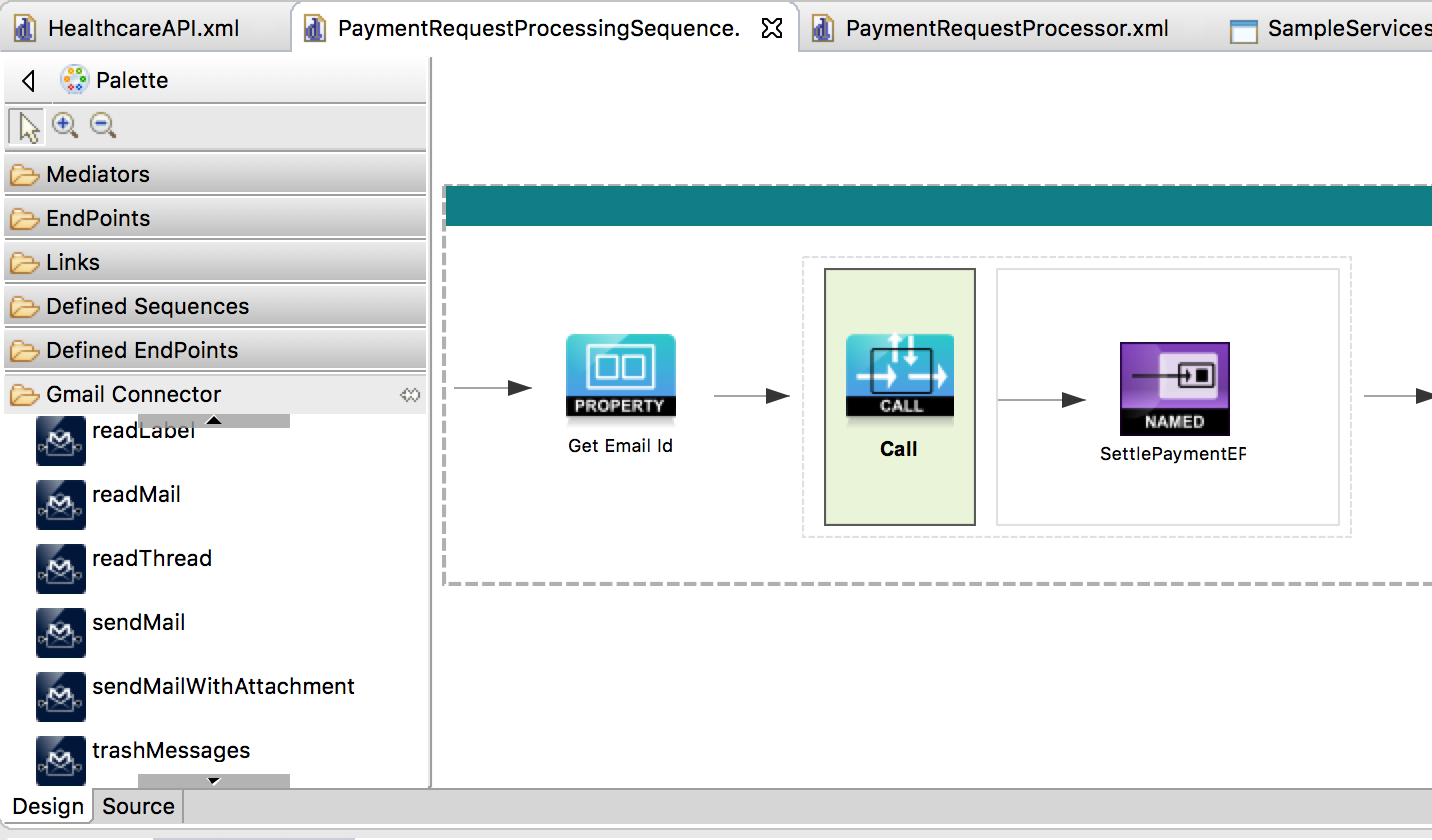 HealthcareAPI.xml
PaymentRequestProcessingSequence.
PaymentRequestProcessor.xml
SampleServices
Palette
Mediators
EndPoints
Links
Defined Sequences
Defined EndPoints
Gmail Connector
readLabel
readMail
readThread
sendMail
sendMailWithAttachment
trashMessages
PROPERTY
Get Email Id
CALL
Call
NAMED
SettlePaymentEP
Design
Source